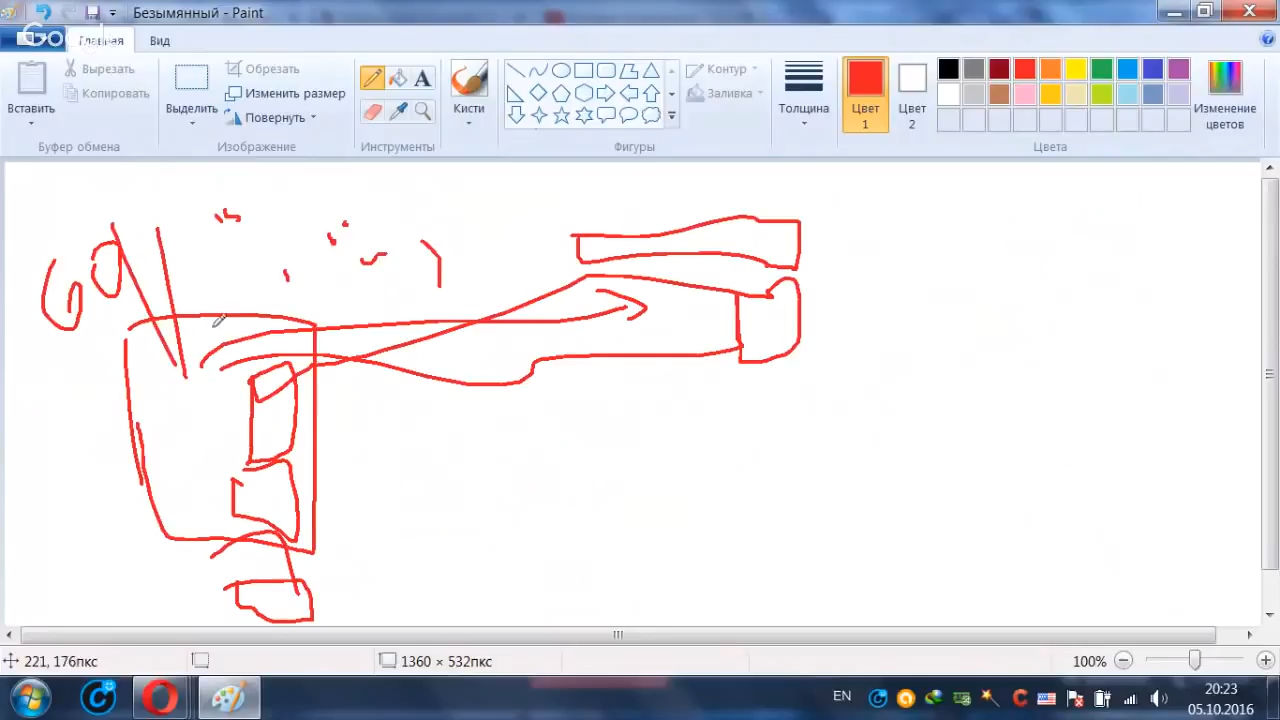 Безымянный - Paint
Google
Главная
Вид
Вставить
Вырезать
Копировать
Буфер обмена
Выделить
Обрезать
Изменить размер
Повернуть
Изображение
Инструменты
Кисти
Контур
Заливка
Фигуры
Толщина
Цвет 1
Цвет 2
Изменение цветов
Цвета
221, 176пкс
1360 × 532пкс
100%
EN
20:23
05.10.2016